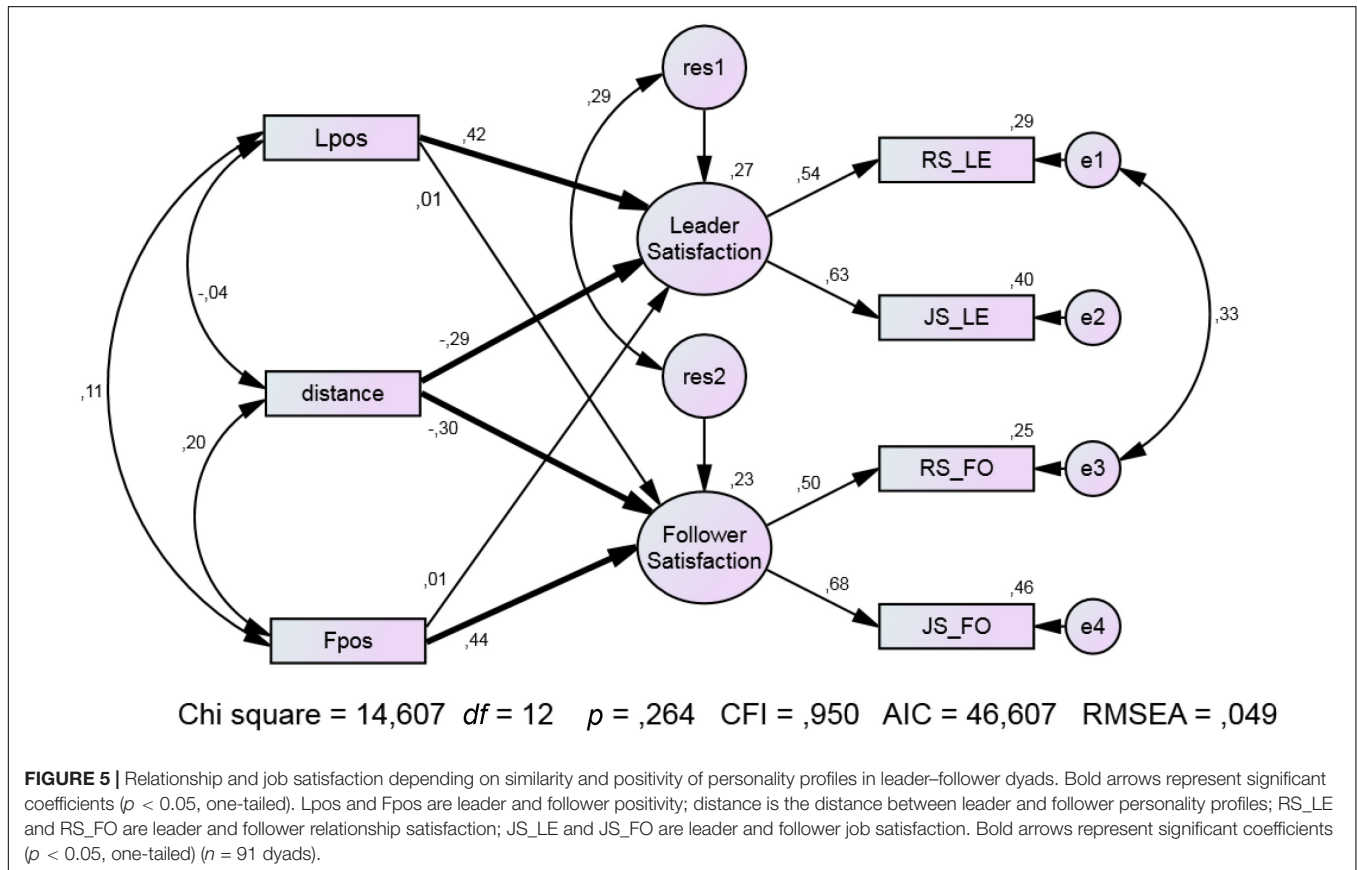 res1
,29
Lpos
,42
,29
RS_LE
e1
,27
,54
,01
Leader
Satisfaction
,63
,40
-,04
JS_LE
e2
,33
-,29
res2
distance
,11
-,30
,20
,25
RS_FO
e3
,23
,50
Follower
Satisfaction
,01
,68
,46
Fpos
,44
JS_FO
e4
Chi square = 14,607 df = 12 p = ,264 CFI = ,950 AIC = 46,607 RMSEA = ,049
FIGURE 5 | Relationship and job satisfaction depending on similarity and positivity of personality profiles in leader–follower dyads. Bold arrows represent significant
coefficients (p < 0.05, one-tailed). Lpos and Fpos are leader and follower positivity; distance is the distance between leader and follower personality profiles; RS_LE
and RS_FO are leader and follower relationship satisfaction; JS_LE and JS_FO are leader and follower job satisfaction. Bold arrows represent significant coefficients
(p < 0.05, one-tailed) (n = 91 dyads).